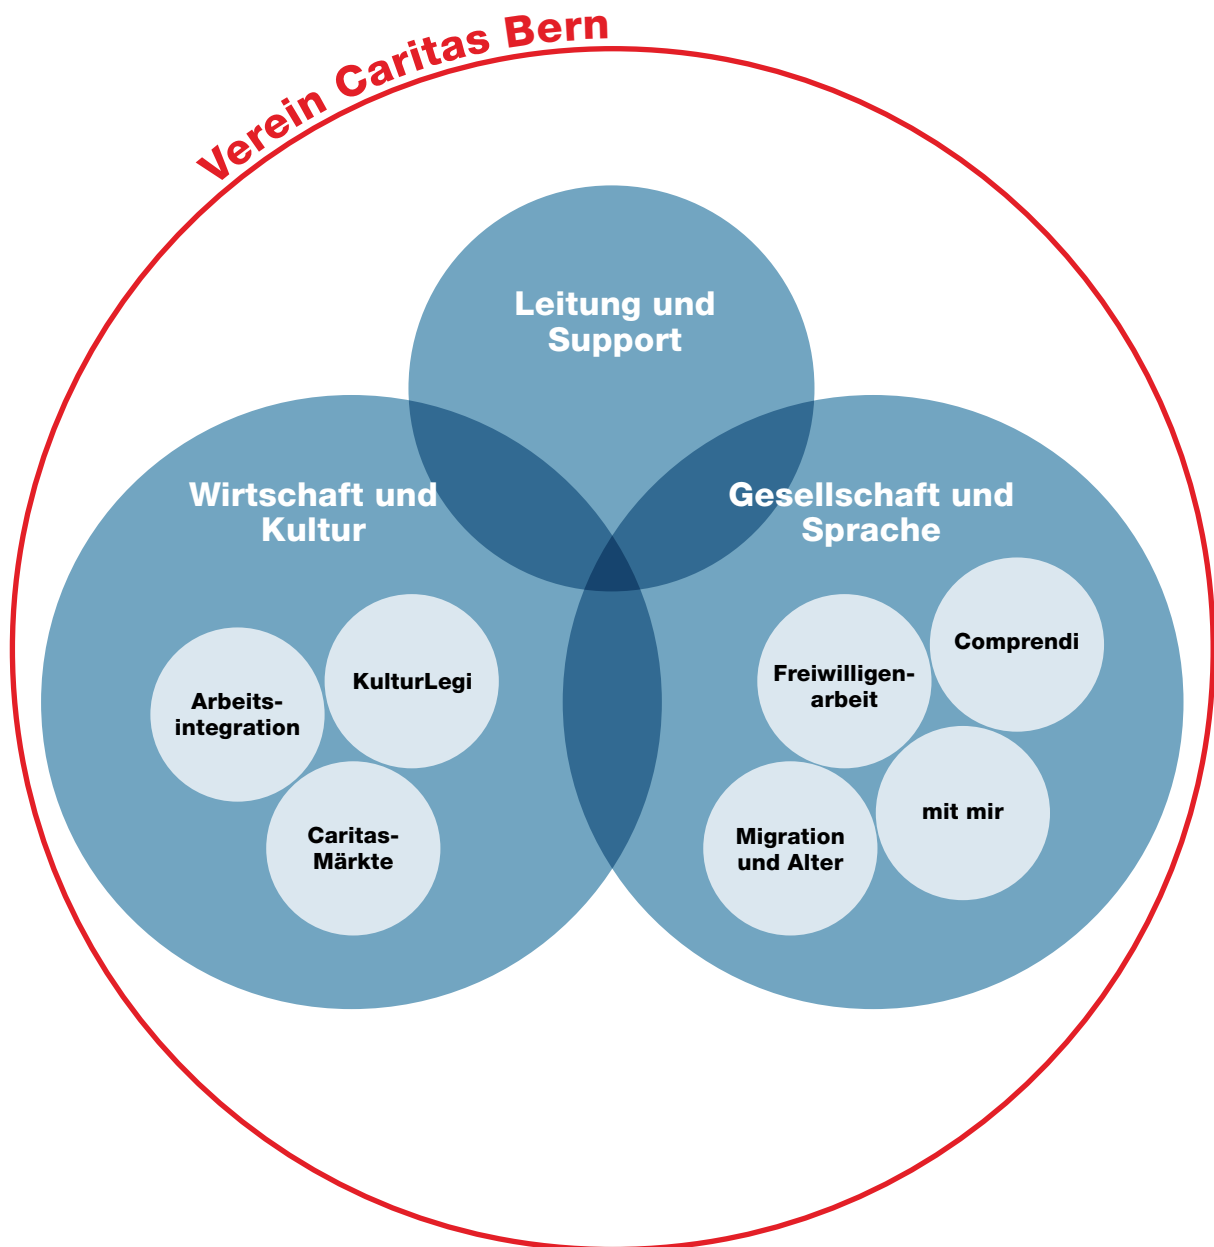 Verein Caritas Bern
Leitung und
Support
Wirtschaft und
Kultur
Arbeits-
integration
KulturLegi
Caritas-
Märkte
Gesellschaft und
Sprache
Freiwilligen-
arbeit
Comprendi
Migration
und Alter
mit mir